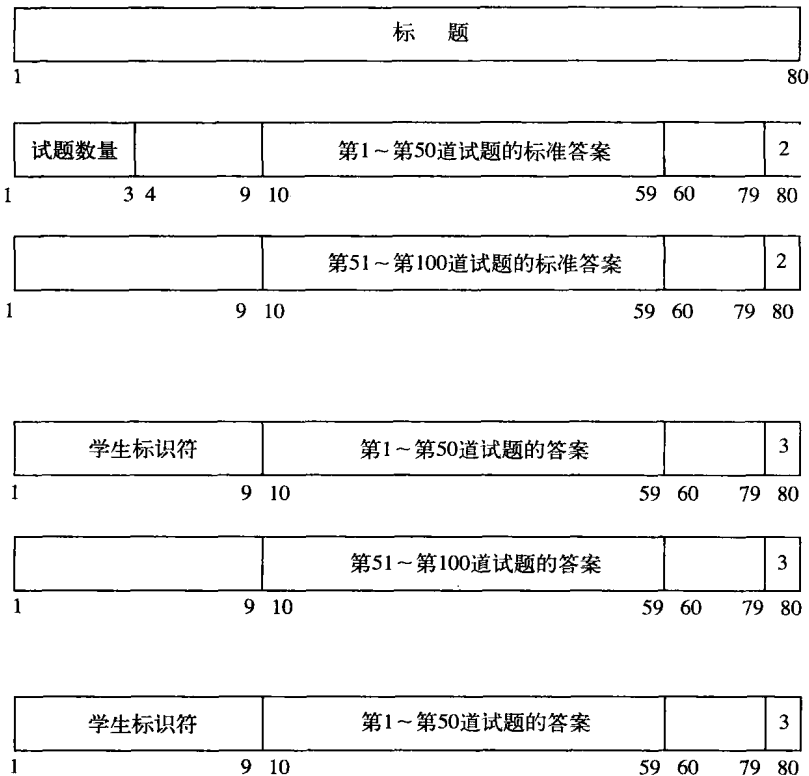 标 题
1 80
试题数量 第1~第50道试题的标准答案 2
1 3 4 9 10 59 60 79 80
第51~第100道试题的标准答案 2
1 9 10 59 60 79 80
学生标识符 第1~第50道试题的答案 3
1 9 10 59 60 79 80
第51~第100道试题的答案 3
1 9 10 59 60 79 80
学生标识符 第1~第50道试题的答案 3
1 9 10 59 60 79 80